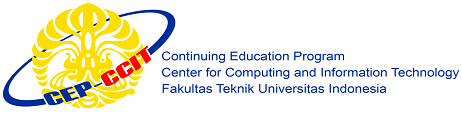 CEP-CCIT
Continuing Education Program
Center for Computing and Information Technology
Fakultas Teknik Universitas Indonesia